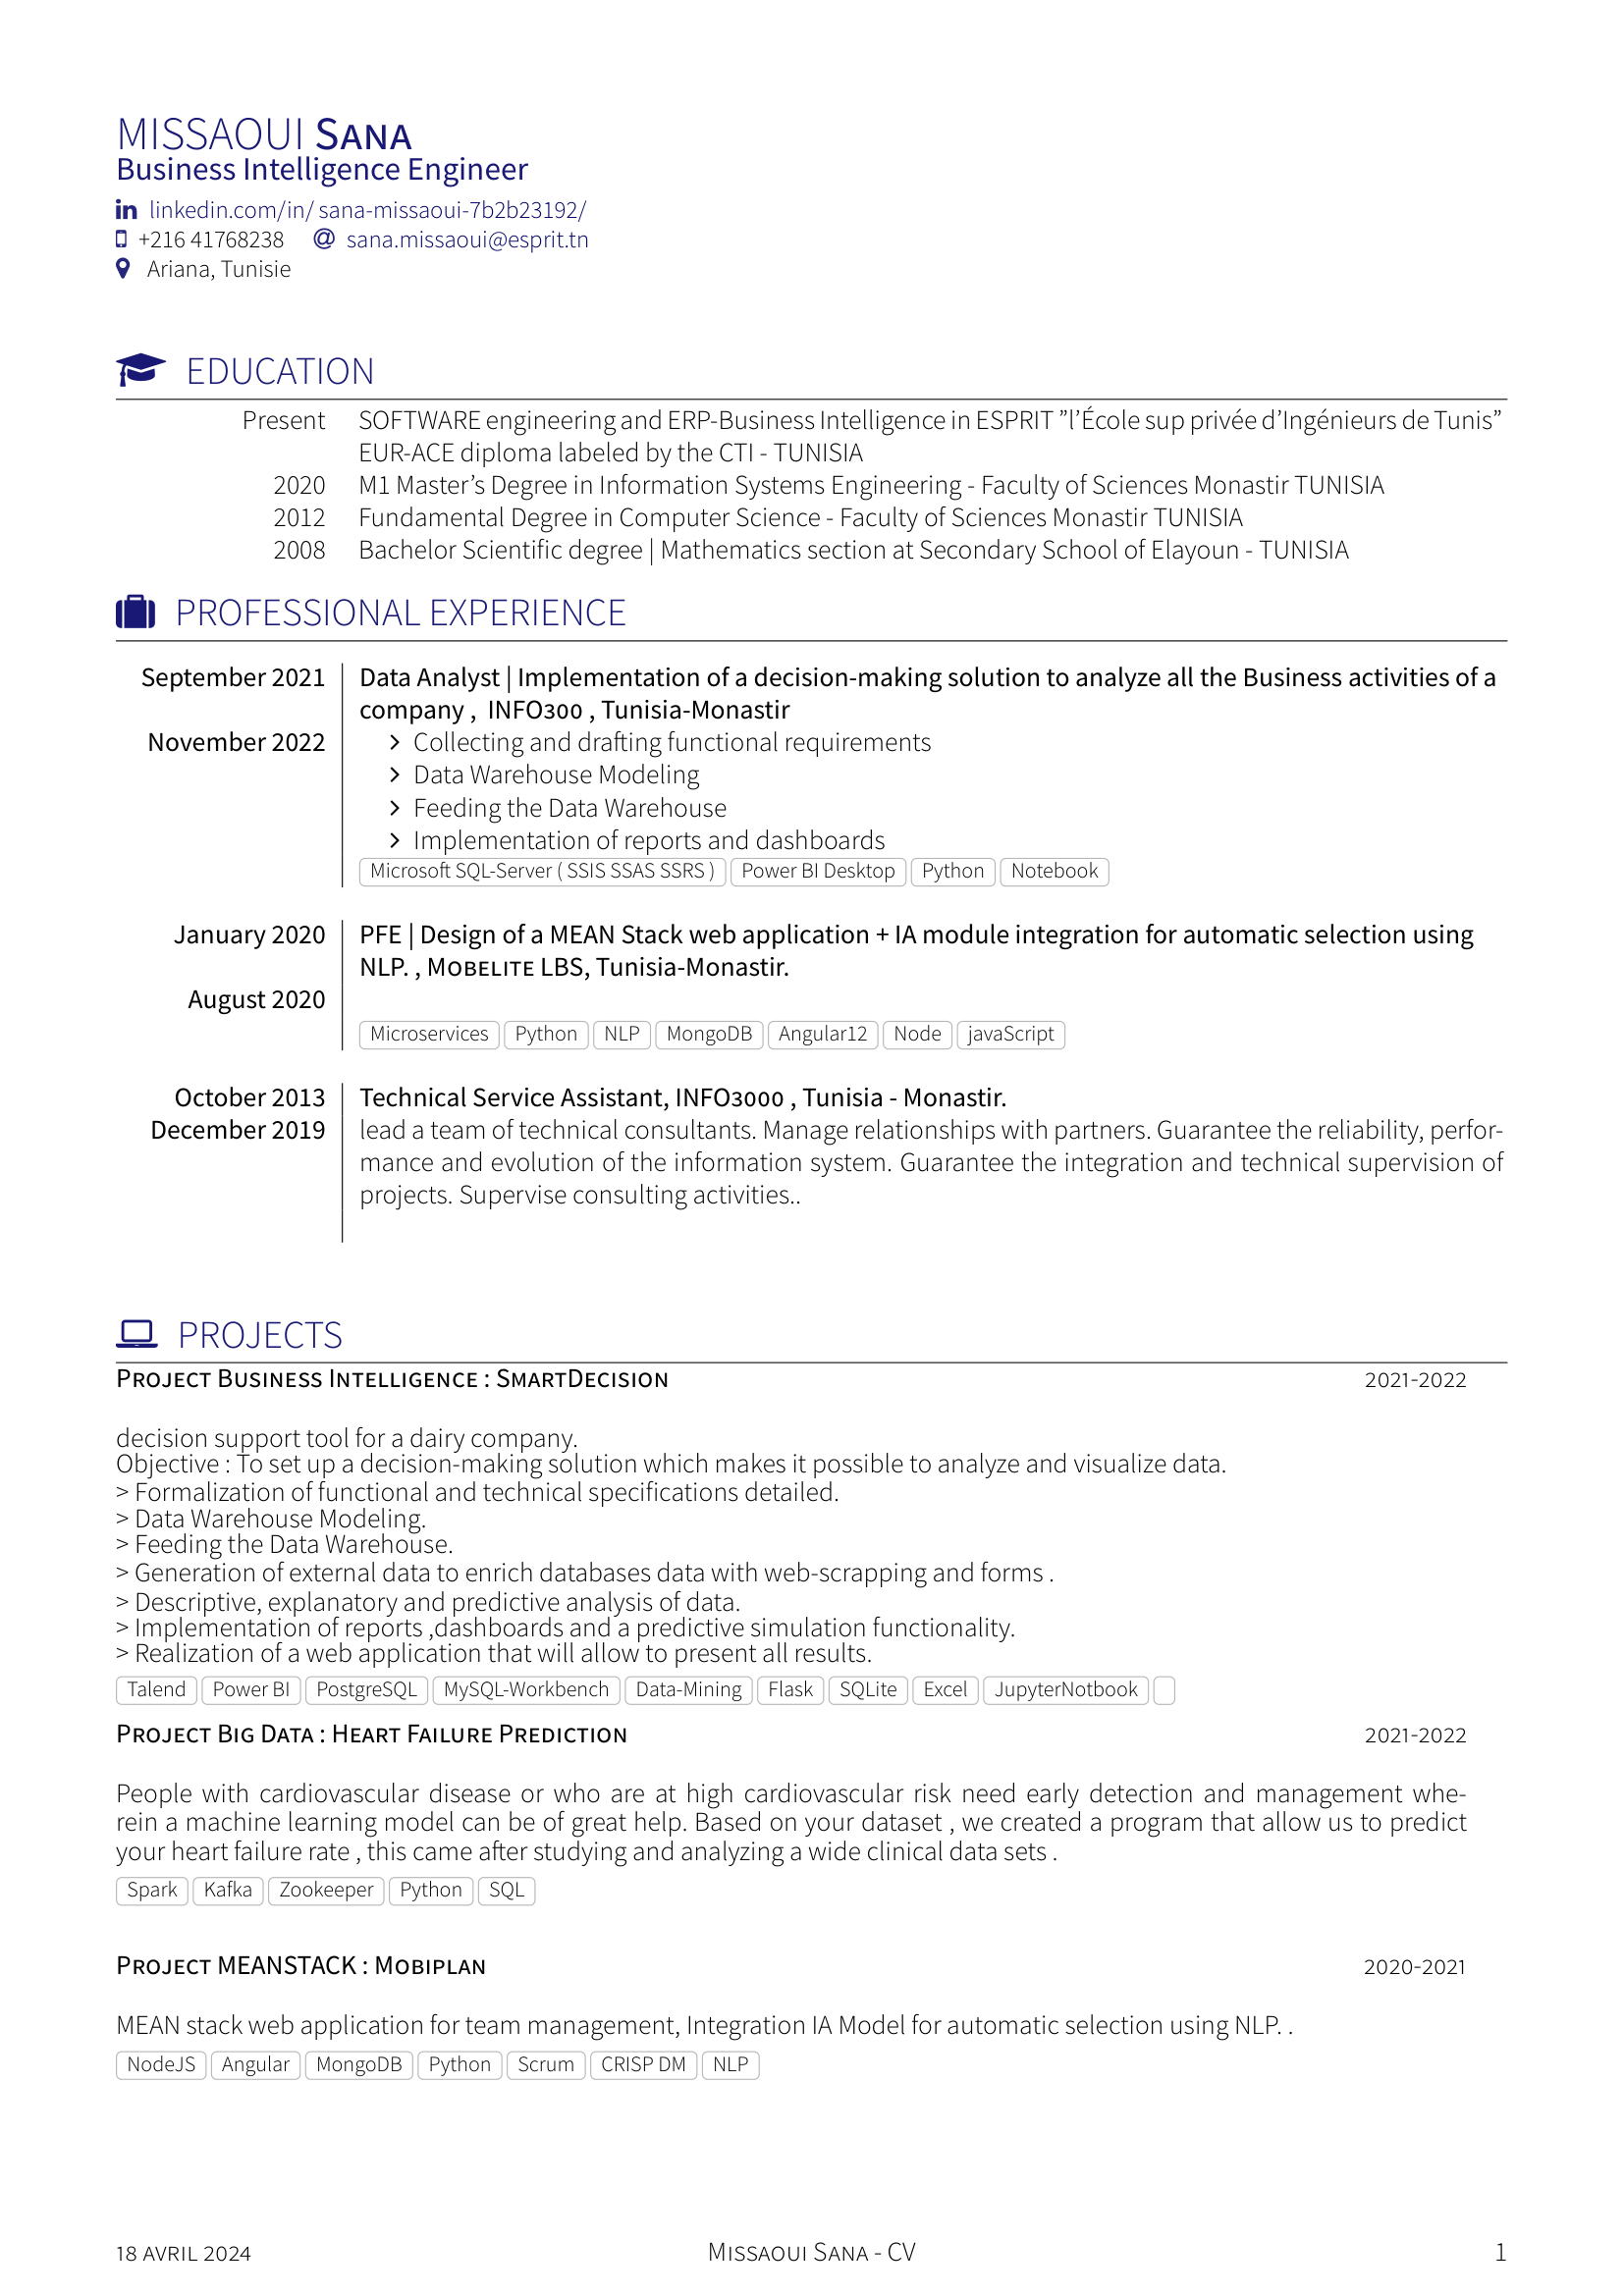 MISSAOUI SANA
Business Intelligence Engineer
linkedin.com/in/ sana-missaoui-7b2b23192/
+216 41768238 @ sana.missaoui@esprit.tn
Ariana, Tunisie
EDUCATION
Present SOFTWARE engineering and ERP-Business Intelligence in ESPRIT ”l’École sup privée d’Ingénieurs de Tunis”
EUR-ACE diploma labeled by the CTI - TUNISIA
2020 M1 Master’s Degree in Information Systems Engineering - Faculty of Sciences Monastir TUNISIA
2012 Fundamental Degree in Computer Science - Faculty of Sciences Monastir TUNISIA
2008 Bachelor Scientific degree | Mathematics section at Secondary School of Elayoun - TUNISIA
PROFESSIONAL EXPERIENCE
September 2021 Data Analyst | Implementation of a decision-making solution to analyze all the Business activities of a
company , INFO300 , Tunisia-Monastir
November 2022 > Collecting and drafting functional requirements
> Data Warehouse Modeling
> Feeding the Data Warehouse
> Implementation of reports and dashboards
Microsoft SQL-Server ( SSIS SSAS SSRS ) Power BI Desktop Python Notebook
January 2020 PFE | Design of a MEAN Stack web application + IA module integration for automatic selection using
NLP. , MOBELITE LBS, Tunisia-Monastir.
August 2020
Microservices Python NLP MongoDB Angular12 Node javaScript
October 2013 Technical Service Assistant, INFO3000 , Tunisia - Monastir.
December 2019 lead a team of technical consultants. Manage relationships with partners. Guarantee the reliability, perfor-
mance and evolution of the information system. Guarantee the integration and technical supervision of
projects. Supervise consulting activities..
PROJECTS
PROJECT BUSINESS INTELLIGENCE : SMARTDECISION 2021-2022
decision support tool for a dairy company.
Objective : To set up a decision-making solution which makes it possible to analyze and visualize data.
> Formalization of functional and technical specifications detailed.
> Data Warehouse Modeling.
> Feeding the Data Warehouse.
> Generation of external data to enrich databases data with web-scrapping and forms .
> Descriptive, explanatory and predictive analysis of data.
> Implementation of reports ,dashboards and a predictive simulation functionality.
> Realization of a web application that will allow to present all results.
Talend Power BI PostgreSQL MySQL-Workbench Data-Mining Flask SQLite Excel JupyterNotbook
PROJECT BIG DATA : HEART FAILURE PREDICTION 2021-2022
People with cardiovascular disease or who are at high cardiovascular risk need early detection and management whe-
rein a machine learning model can be of great help. Based on your dataset , we created a program that allow us to predict
your heart failure rate , this came after studying and analyzing a wide clinical data sets .
Spark Kafka Zookeeper Python SQL
PROJECT MEANSTACK : MOBIPLAN 2020-2021
MEAN stack web application for team management, Integration IA Model for automatic selection using NLP. .
NodeJS Angular MongoDB Python Scrum CRISP DM NLP
18 AVRIL 2024 MISSAOUI SANA - CV 1